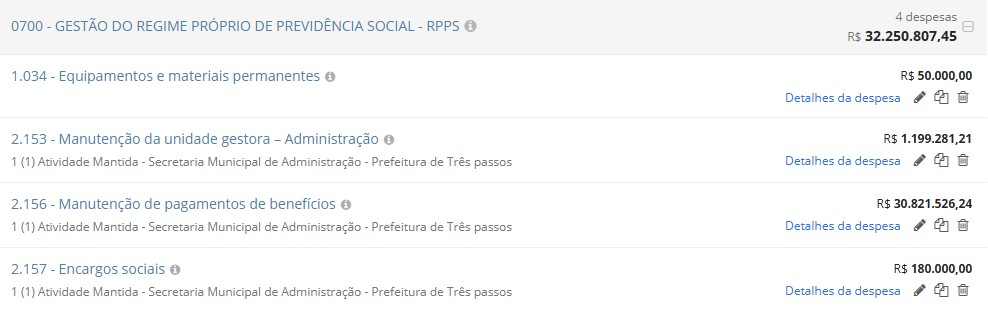 0700 - GESTÃO DO REGIME PRÓPRIO DE PREVIDÊNCIA SOCIAL - RPPS
4 despesas
R$ 32.250.807,45
1.034 - Equipamentos e materiais permanentes
R$ 50.000,00
Detalhes da despesa
2.153 - Manutenção da unidade gestora – Administração
R$ 1.199.281,21
1 (1) Atividade Mantida - Secretaria Municipal de Administração - Prefeitura de Três passos
Detalhes da despesa
2.156 - Manutenção de pagamentos de benefícios
R$ 30.821.526,24
1 (1) Atividade Mantida - Secretaria Municipal de Administração - Prefeitura de Três passos
Detalhes da despesa
2.157 - Encargos sociais
R$ 180.000,00
1 (1) Atividade Mantida - Secretaria Municipal de Administração - Prefeitura de Três passos
Detalhes da despesa